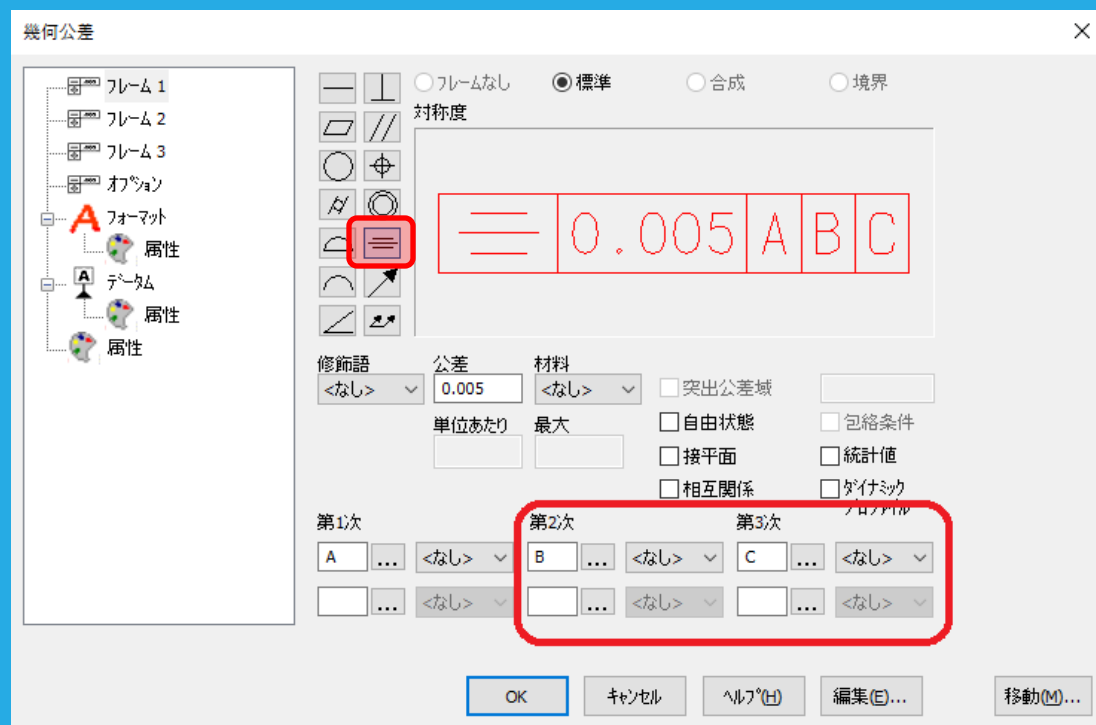 幾何公差
フレーム 1
フレーム 2
フレーム 3
オプション
フォーマット
属性
データム
属性
属性
フレームなし 標準 合成 境界
対称度
0.005 A B C
修飾語 公差 材料
<なし> 0.005 <なし> 突出公差域
単位あたり 最大 自由状態 包絡条件
接平面 統計値
相互関係 ダイナミック
プロファイル
第1次 第2次 第3次
A ... <なし> B ... <なし> C ... <なし>
... <なし> ... <なし> ... <なし>
OK キャンセル ヘルプ(H) 編集(E)... 移動(M)...